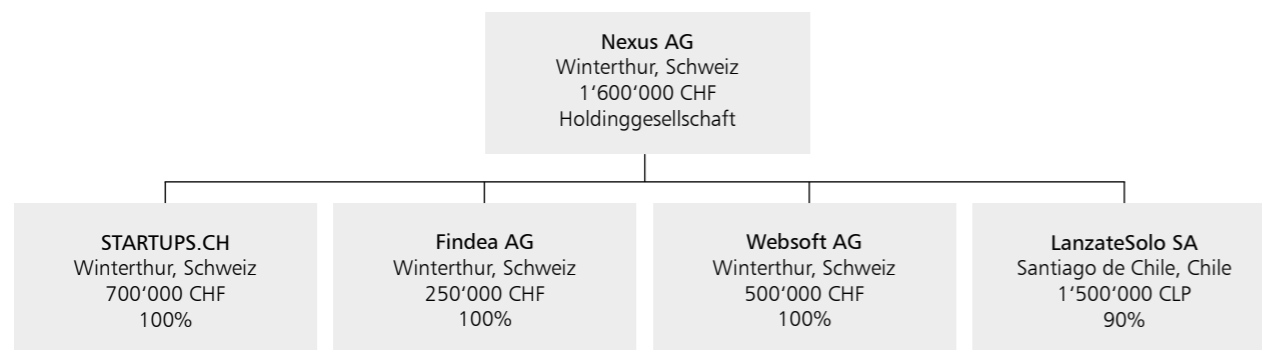 Nexus AG
Winterthur, Schweiz
1‘600‘000 CHF
Holdinggesellschaft
STARTUPS.CH
Winterthur, Schweiz
700‘000 CHF
100%
Findea AG
Winterthur, Schweiz
250‘000 CHF
100%
Websoft AG
Winterthur, Schweiz
500‘000 CHF
100%
LanzateSolo SA
Santiago de Chile, Chile
1‘500‘000 CLP
90%